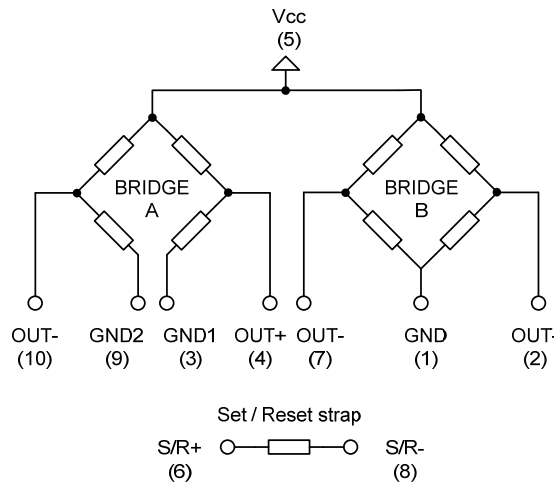 Vcc
(5)
BRIDGE
A
BRIDGE
B
OUT-
(10)
GND2
(9)
GND1
(3)
OUT+
(4)
OUT-
(7)
GND
(1)
OUT-
(2)
Set / Reset strap
S/R+
(6)
S/R-
(8)